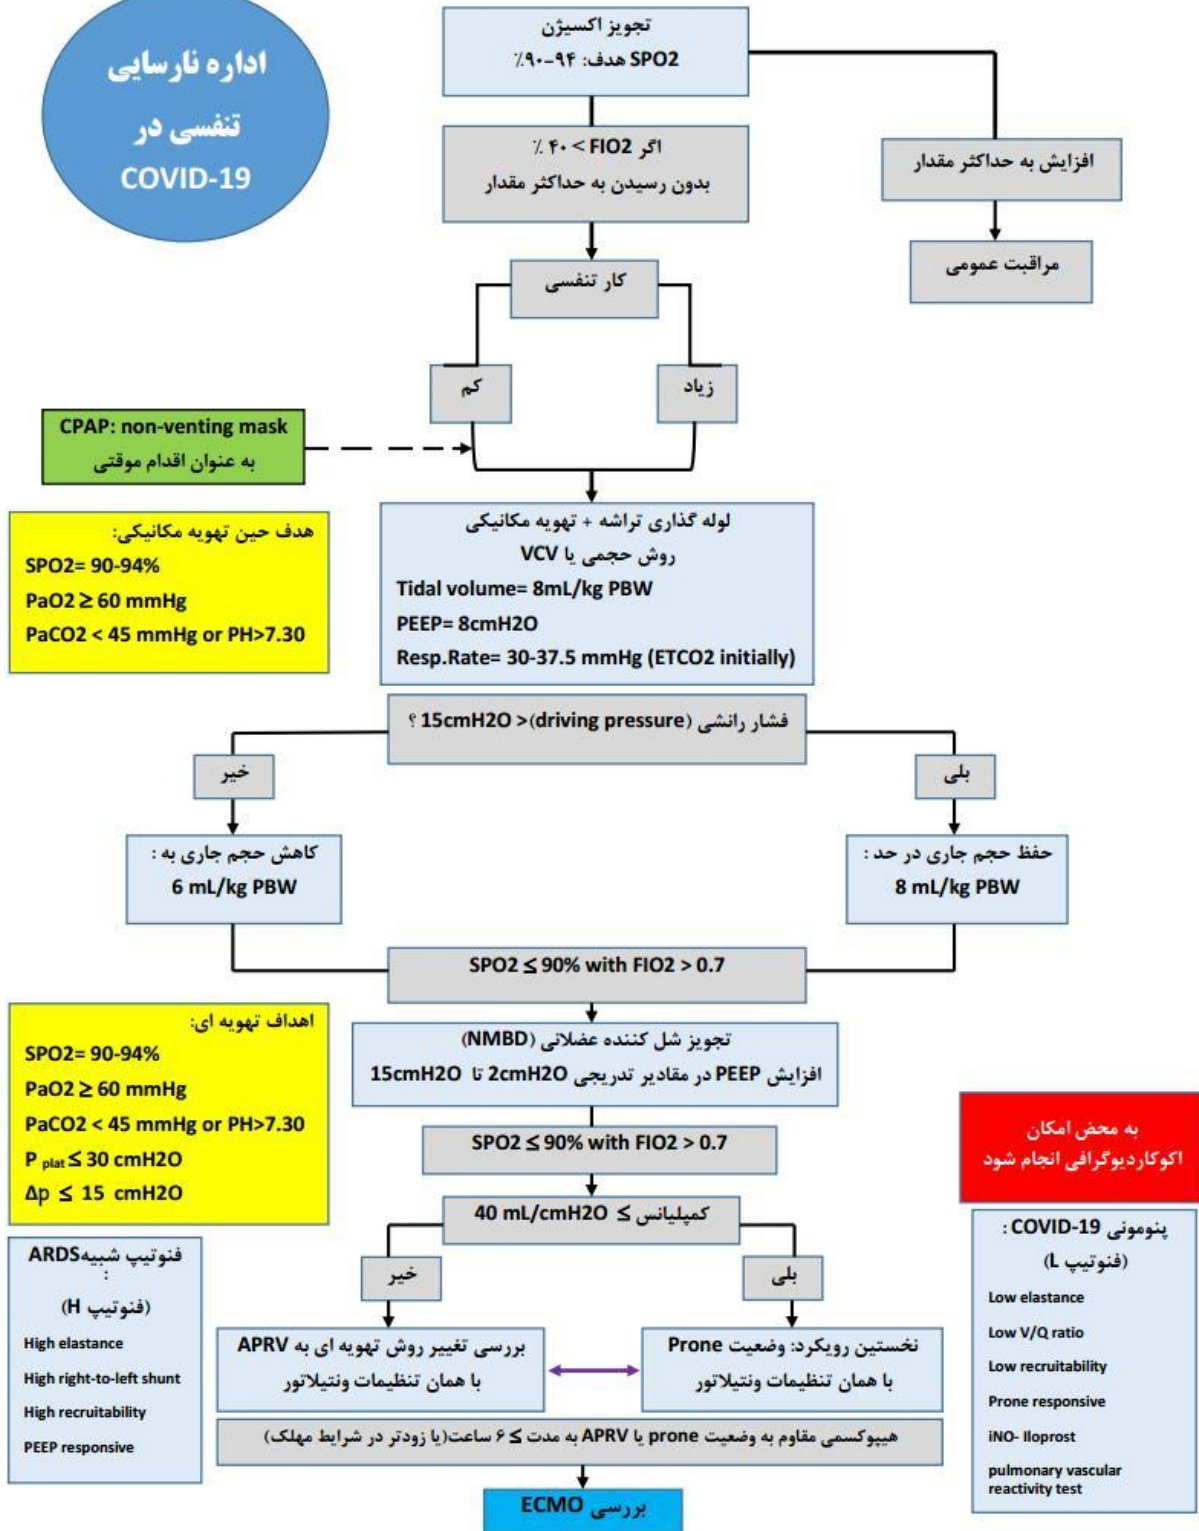 اداره نارسایی
تنفسی در
COVID-19
تجویز اکسیژن
SPO2 هدف: ۹۴-۹۰٪
اگر FIO2 > ۴۰ ٪
بدون رسیدن به حداکثر مقدار
افزایش به حداکثر مقدار
مراقبت عمومی
کار تنفسی
کم
زیاد
CPAP: non-venting mask
به عنوان اقدام موقتی
لوله گذاری تراشه + تهویه مکانیکی
روش حجمی یا VCV
Tidal volume= 8mL/kg PBW
PEEP= 8cmH2O
Resp.Rate= 30-37.5 mmHg (ETCO2 initially)
هدف حین تهویه مکانیکی:
SPO2= 90-94%
PaO2 ≥ 60 mmHg
PaCO2 < 45 mmHg or PH>7.30
فشار رانشی (driving pressure)<15cmH2O ؟
خیر
بلی
کاهش حجم جاری به :
6 mL/kg PBW
حفظ حجم جاری در حد :
8 mL/kg PBW
SPO2 ≤ 90% with FIO2 > 0.7
تجویز شل کننده عضلانی (NMBD)
افزایش PEEP در مقادیر تدریجی 2cmH2O تا 15cmH2O
اهداف تهویه ای:
SPO2= 90-94%
PaO2 ≥ 60 mmHg
PaCO2 < 45 mmHg or PH>7.30
P plat ≤ 30 cmH2O
Δp ≤ 15 cmH2O
SPO2 ≤ 90% with FIO2 > 0.7
کمپلیانس ≥ 40 mL/cmH2O
خیر
بلی
به محض امکان
اکوکاردیوگرافی انجام شود
فنوتیپ شبیه ARDS
:
(فنوتیپ H)
High elastance
High right-to-left shunt
High recruitability
PEEP responsive
بررسی تغییر روش تهویه ای به APRV
با همان تنظیمات ونتیلاتور
نخستین رویکرد: وضعیت Prone
با همان تنظیمات ونتیلاتور
پنومونی COVID-19 :
(فنوتیپ L)
Low elastance
Low V/Q ratio
Low recruitability
Prone responsive
iNO- Iloprost
pulmonary vascular
reactivity test
هیپوکسمی مقاوم به وضعیت prone یا APRV به مدت ≥ ۶ ساعت(یا زودتر در شرایط مهلک)
بررسی ECMO